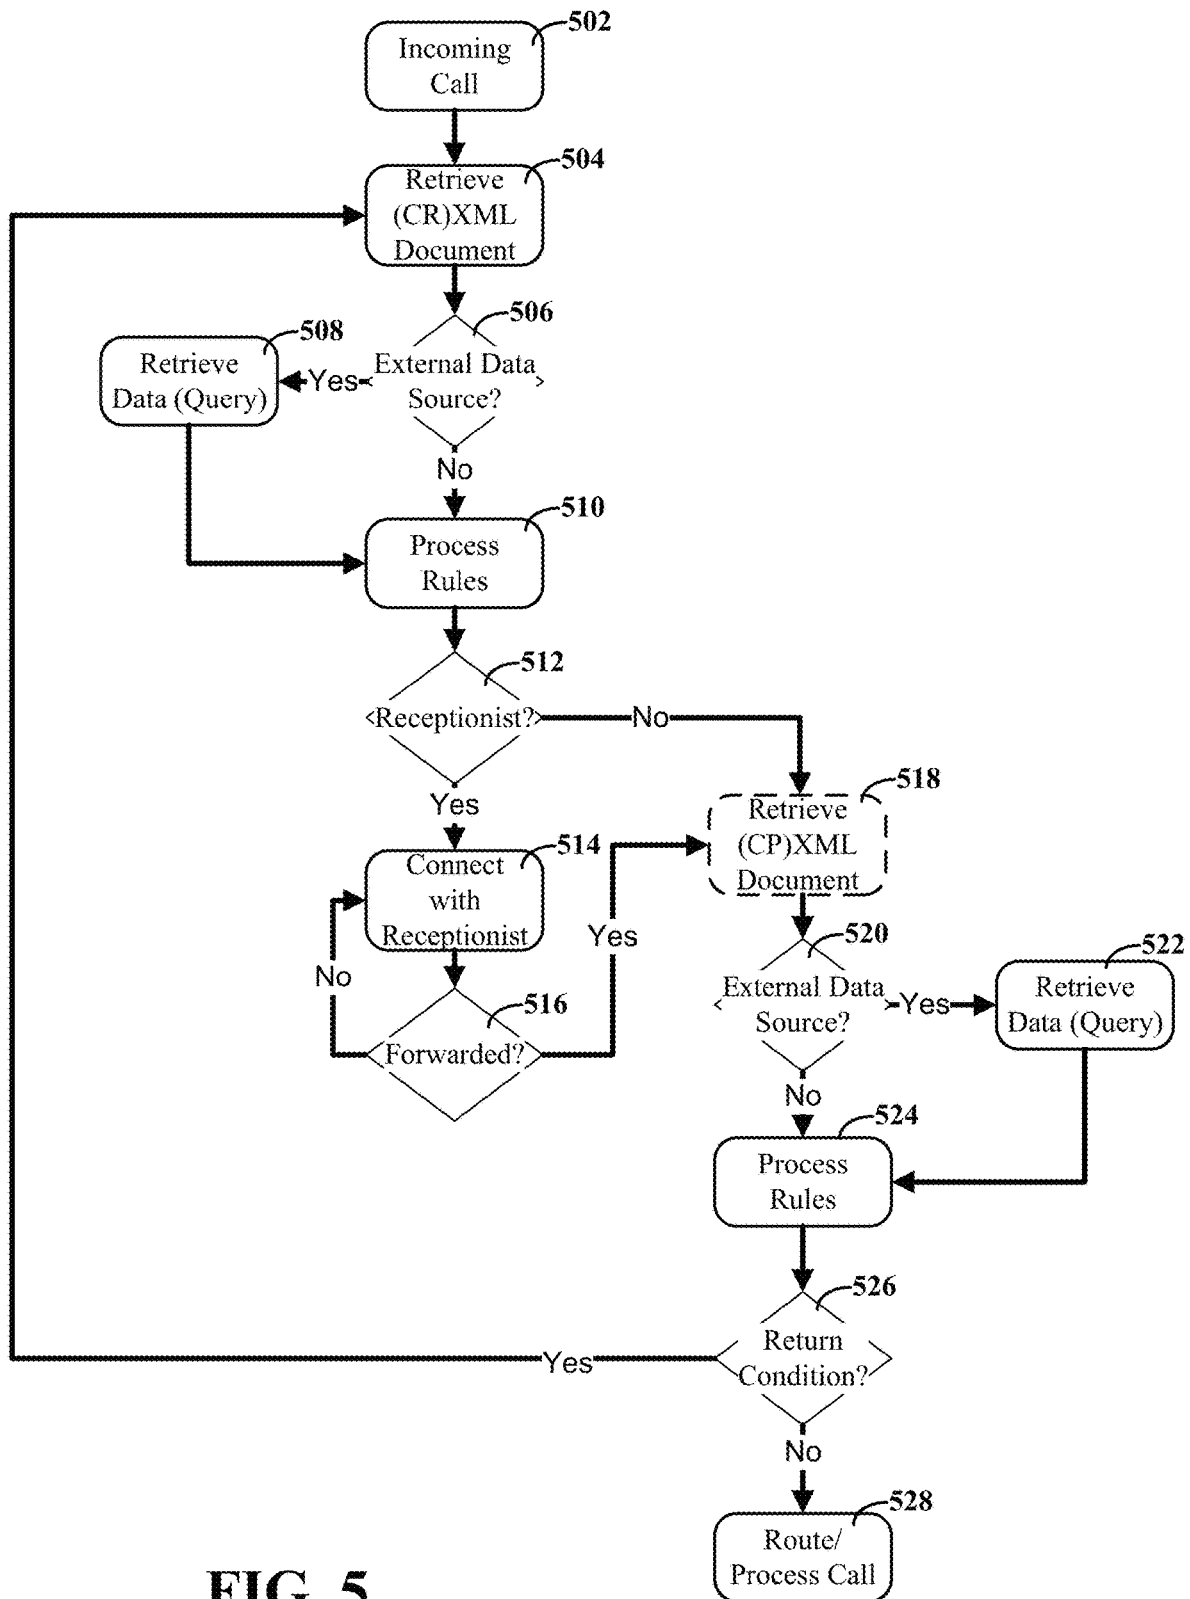 502
Incoming
Call
504
Retrieve
(CR)XML
Document
506
External Data
Source?
Yes
508
Retrieve
Data (Query)
No
510
Process
Rules
512
Receptionist?
No
Yes
514
Connect
with
Receptionist
No
516
Forwarded?
Yes
518
Retrieve
(CP)XML
Document
520
External Data
Source?
Yes
522
Retrieve
Data (Query)
No
524
Process
Rules
526
Return
Condition?
Yes
No
528
Route/
Process Call
FIG. 5